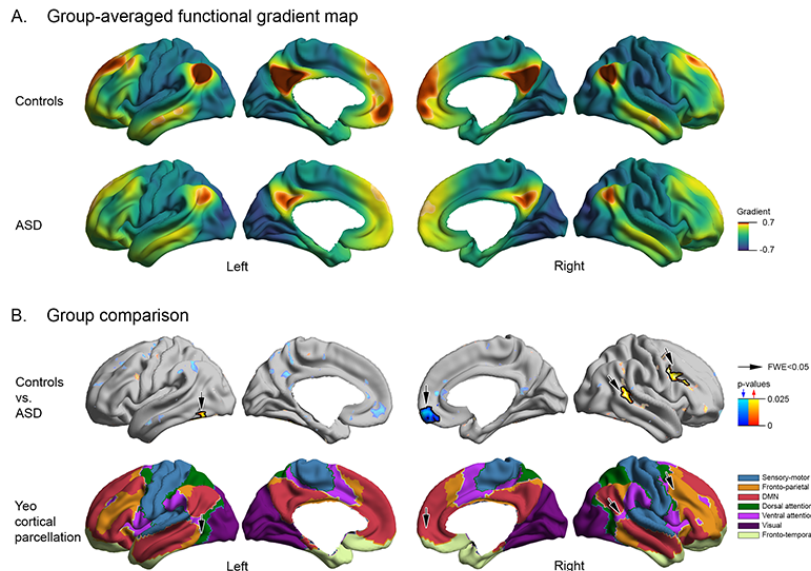 A. Group-averaged functional gradient map
Controls
ASD
Gradient
0.7
-0.7
Left
Right
B. Group comparison
Controls
vs.
ASD
FWE<0.05
p-values
0.025
0
Yeo
cortical
parcellation
Sensory-motor
Fronto-parietal
DMN
Dorsal attention
Ventral attentio
Visual
Fronto-tempora
Left
Right